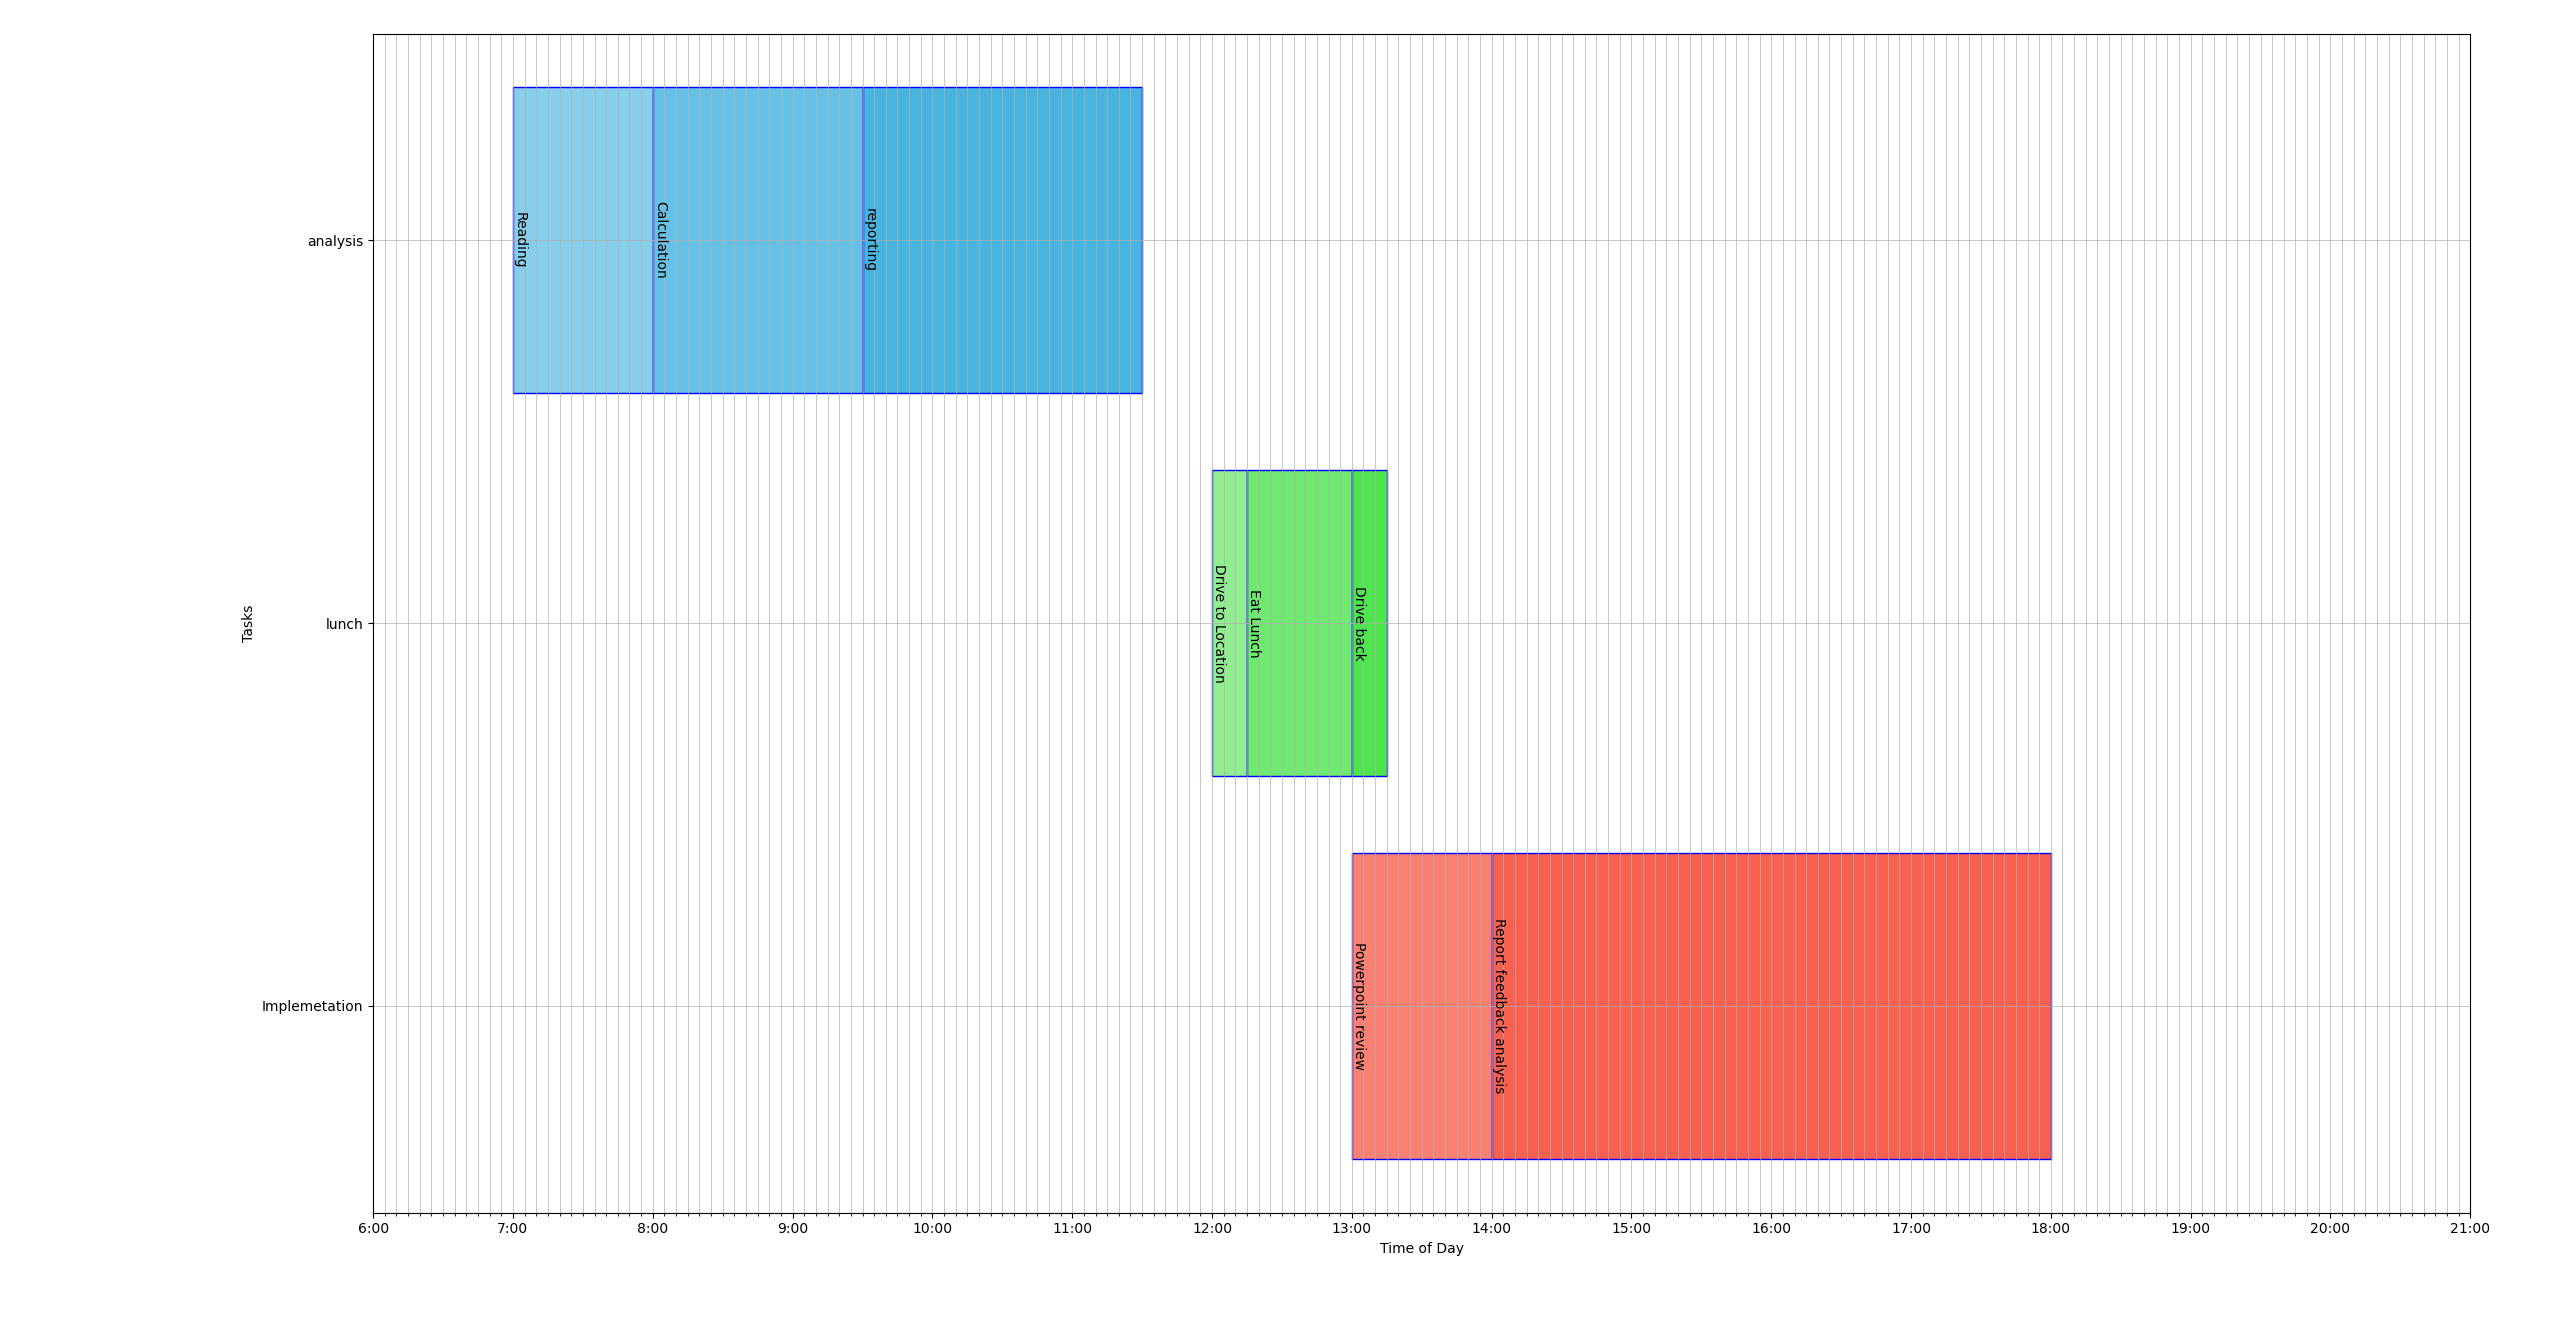 Reading
Calculation
reporting
analysis
Drive to Location
Eat Lunch
Drive back
lunch
Tasks
Powerpoint review
Report feedback analysis
Implemetation
6:00 7:00 8:00 9:00 10:00 11:00 12:00 13:00 14:00 15:00 16:00 17:00 18:00 19:00 20:00 21:00
Time of Day